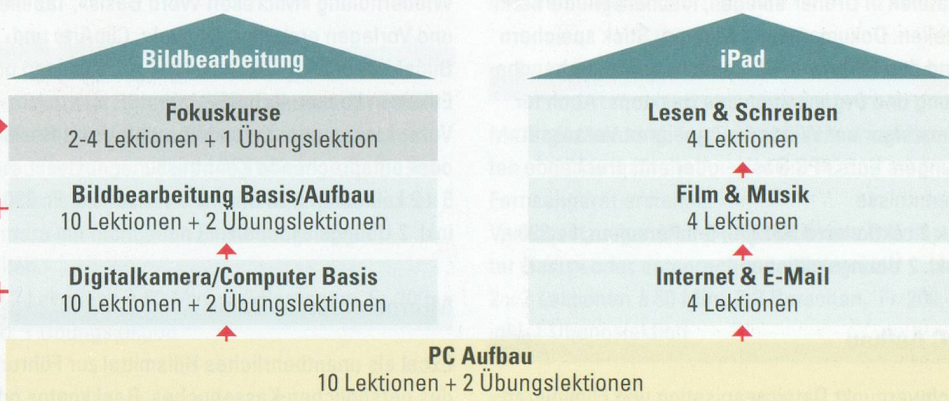 Bildbearbeitung
Fokuskurse
2-4 Lektionen + 1 Übungslektion
Bildbearbeitung Basis/Aufbau
10 Lektionen + 2 Übungslektionen
Digitalkamera/Computer Basis
10 Lektionen + 2 Übungslektionen
iPad
Lesen & Schreiben
4 Lektionen
Film & Musik
4 Lektionen
Internet & E-Mail
4 Lektionen
PC Aufbau
10 Lektionen + 2 Übungslektionen